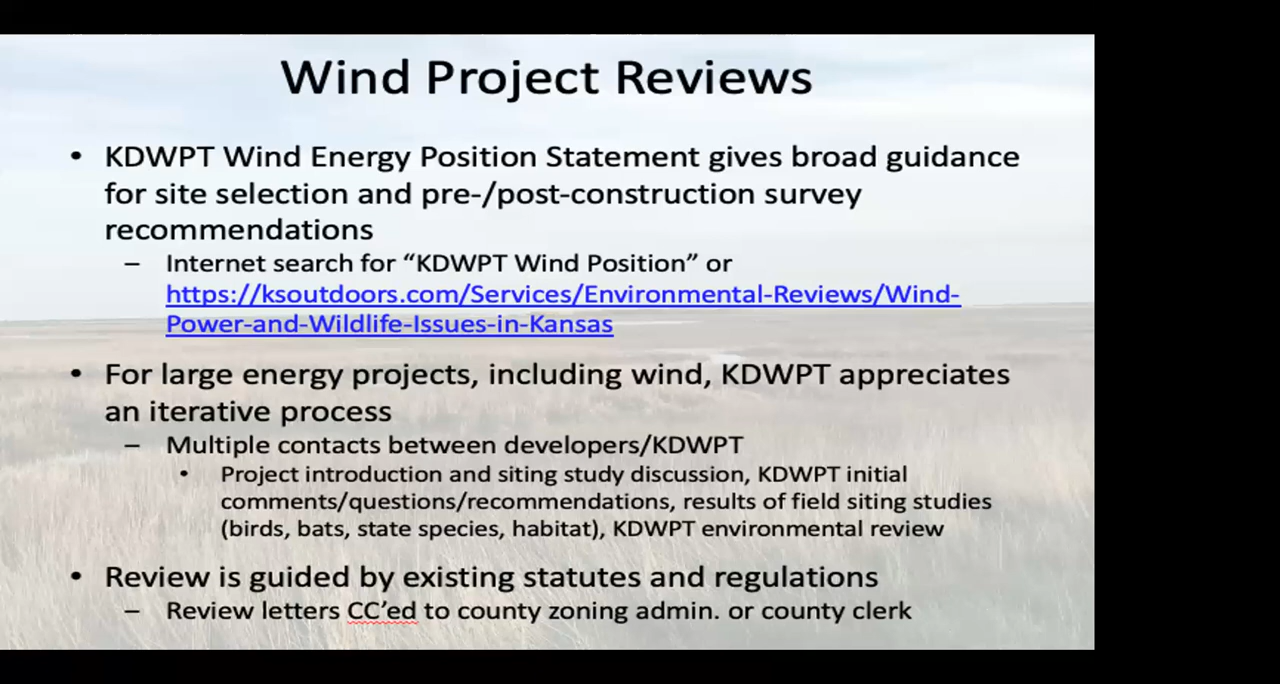 Wind Project Reviews
• KDWPT Wind Energy Position Statement gives broad guidance
for site selection and pre-/post-construction survey
recommendations
– Internet search for “KDWPT Wind Position” or
https://ksoutdoors.com/Services/Environmental-Reviews/Wind-
Power-and-Wildlife-Issues-in-Kansas
• For large energy projects, including wind, KDWPT appreciates
an iterative process
– Multiple contacts between developers/KDWPT
• Project introduction and siting study discussion, KDWPT initial
comments/questions/recommendations, results of field siting studies
(birds, bats, state species, habitat), KDWPT environmental review
• Review is guided by existing statutes and regulations
– Review letters CC’ed to county zoning admin. or county clerk